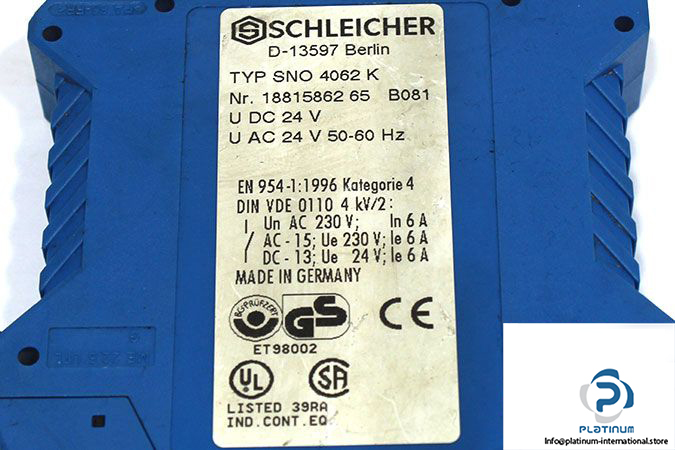 SCHLEICHER
D-13597 Berlin
TYP SNO 4062 K
Nr. 18815862 65 B081
U DC 24 V
U AC 24 V 50-60 Hz
EN 954-1:1996 Kategorie 4
DIN VDE 0110 4 kV/2:
Un AC 230 V; In 6 A
AC - 15; Ue 230 V; Ie 6 A
DC - 13; Ue 24 V; Ie 6 A
MADE IN GERMANY
BG-PRÜFZERT
GS
CE
ET98002
UL
SA
LISTED 39RA
IND.CONT.EQ
PLATINUM
info@platinum-international.store